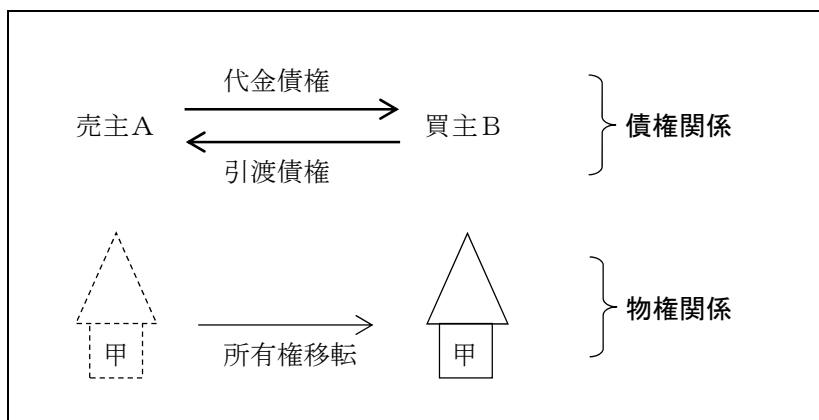 代金債権
売主A
買主B
債権関係
引渡債権
物権関係
甲
甲
所有権移転